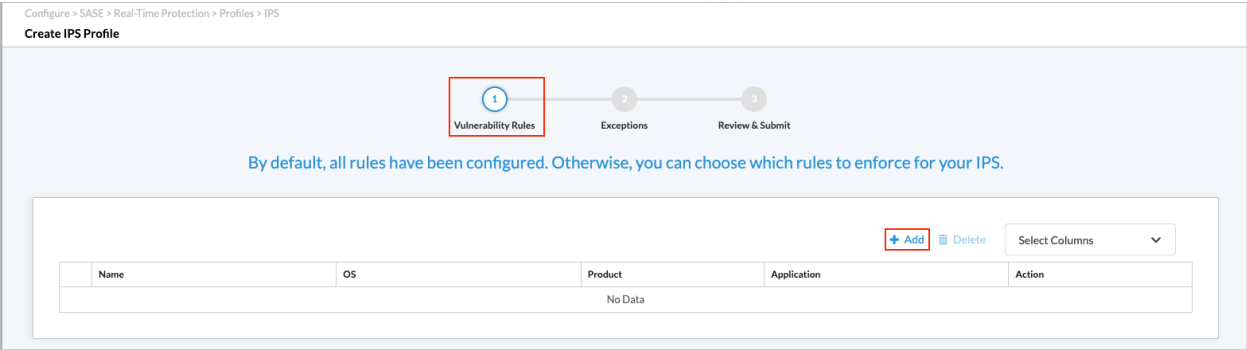 Configure > SASE > Real-Time Protection > Profiles > IPS
Create IPS Profile
1 2 3
Vulnerability Rules Exceptions Review & Submit
By default, all rules have been configured. Otherwise, you can choose which rules to enforce for your IPS.
+ Add Delete Select Columns
Name OS Product Application Action
No Data